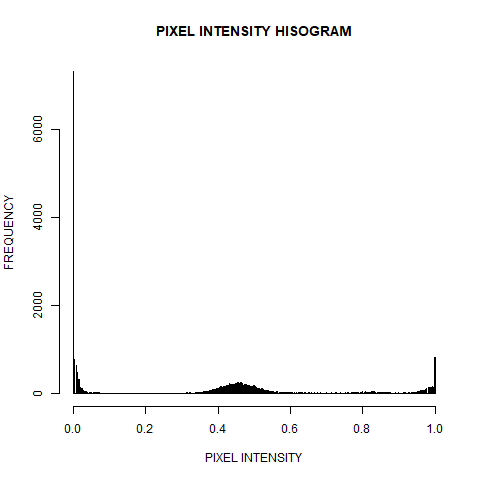 PIXEL INTENSITY HISOGRAM
FREQUENCY
6000
4000
2000
0
0.0 0.2 0.4 0.6 0.8 1.0
PIXEL INTENSITY